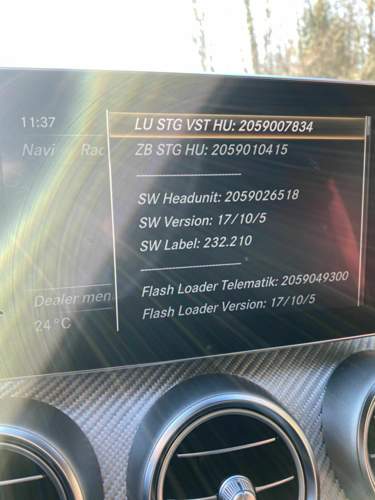 11:37
Navi Rad
LU STG VST HU: 2059007834
ZB STG HU: 2059010415
SW Headunit: 2059026518
SW Version: 17/10/5
SW Label: 232.210
Flash Loader Telematik: 2059049300
Flash Loader Version: 17/10/5
Dealer men
24°C